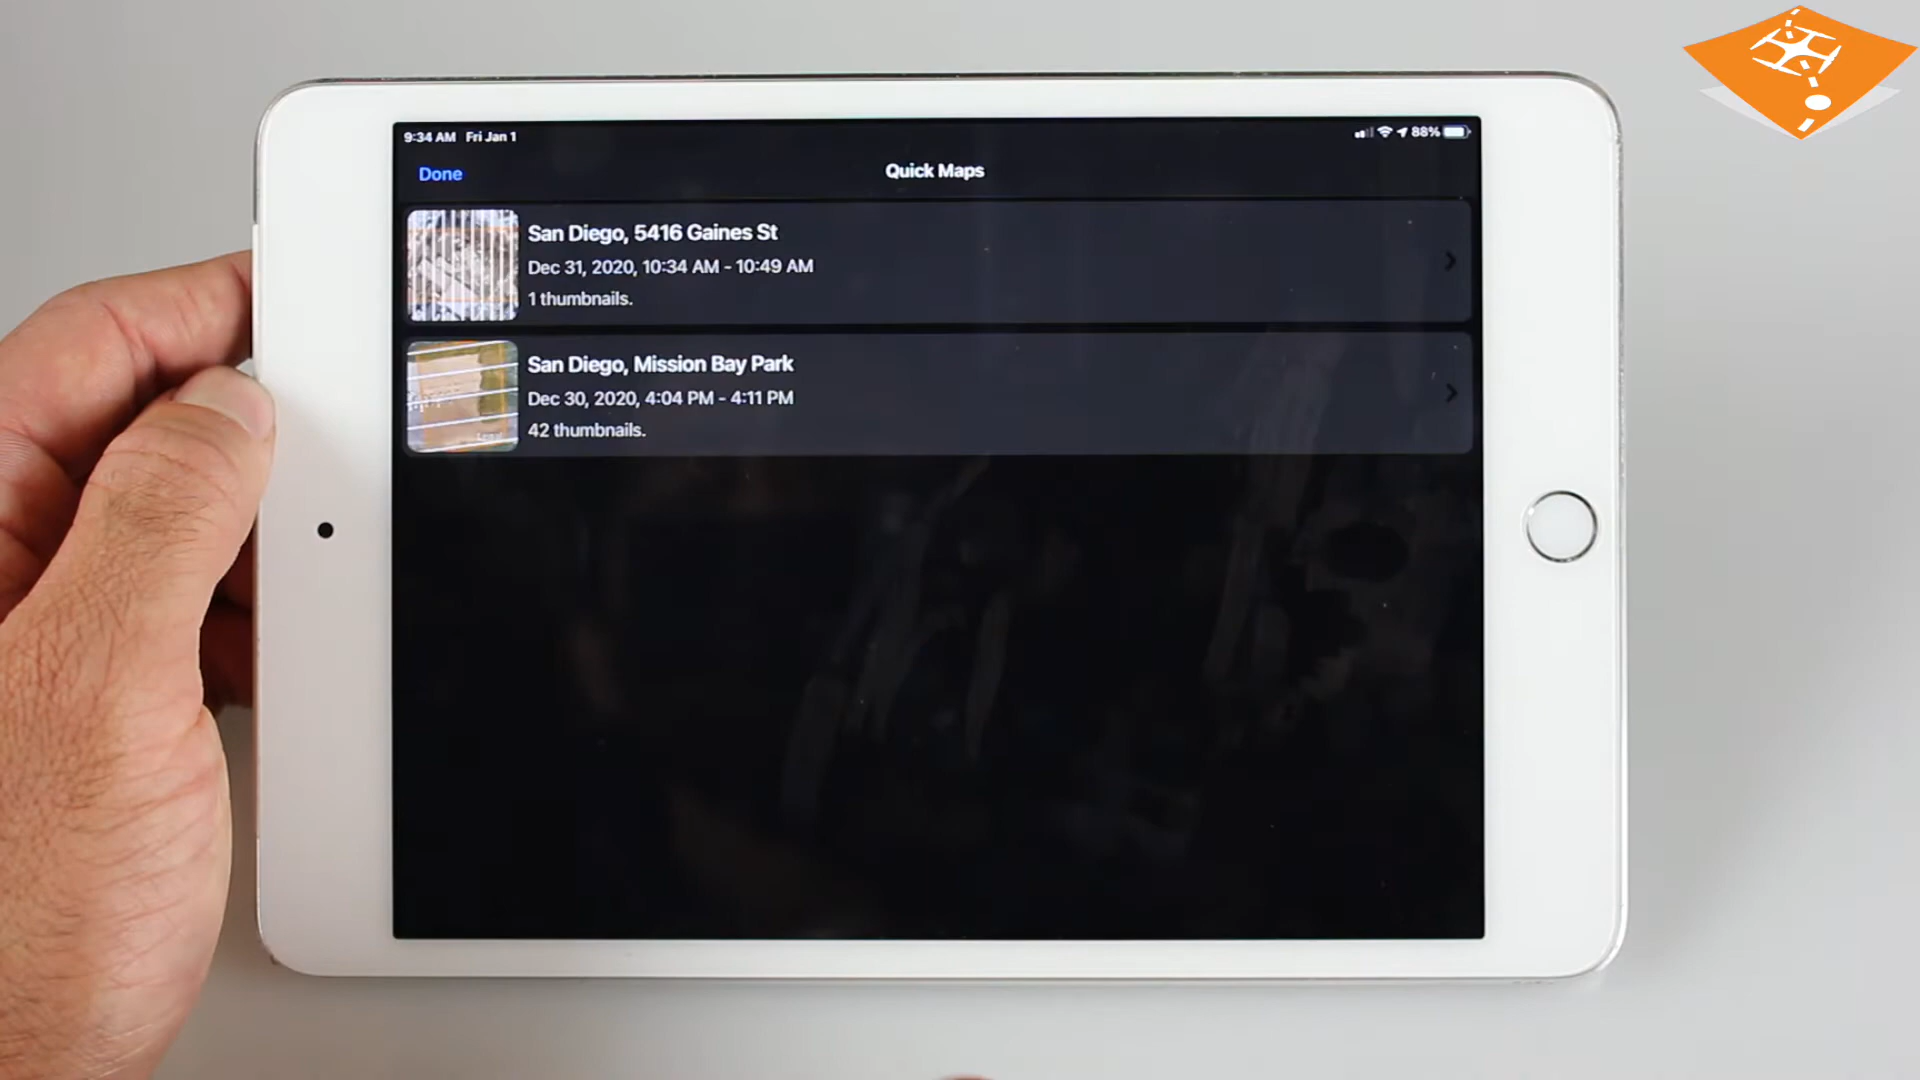 9:34 AM Fri Jan 1
88%
Done
Quick Maps
San Diego, 5416 Gaines St
Dec 31, 2020, 10:34 AM - 10:49 AM
1 thumbnails.
San Diego, Mission Bay Park
Dec 30, 2020, 4:04 PM - 4:11 PM
42 thumbnails.
Legal